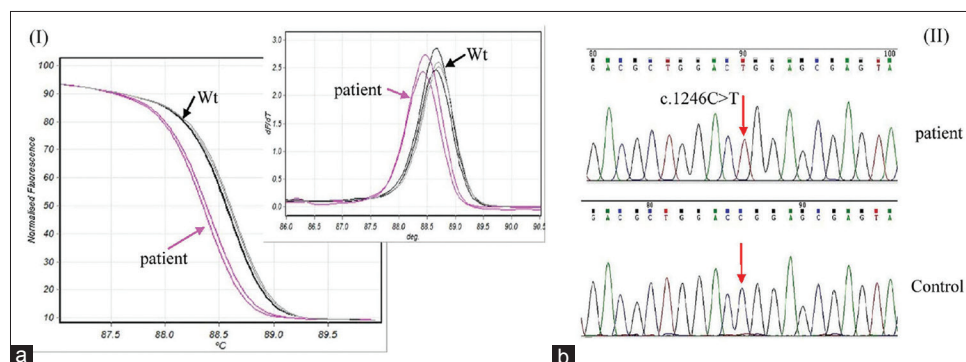 (I)
Wt
patient
Normalised Fluorescence
100
90
80
70
60
50
40
30
20
10
87.5 88.0 88.5 89.0 89.5
ºC
patient
Wt
dF/dT
3.0
2.5
2.0
1.5
1.0
0.5
0.0
86.0 86.5 87.0 87.5 88.0 88.5 89.0 89.5 90.0 90.5
deg.
a
(II)
80 90 100
G A C G C T G G A C T G G A G C G A G T A
c.1246C>T
patient
80 90
G A C G C T G G A C C G G A G C G A G T A
Control
b